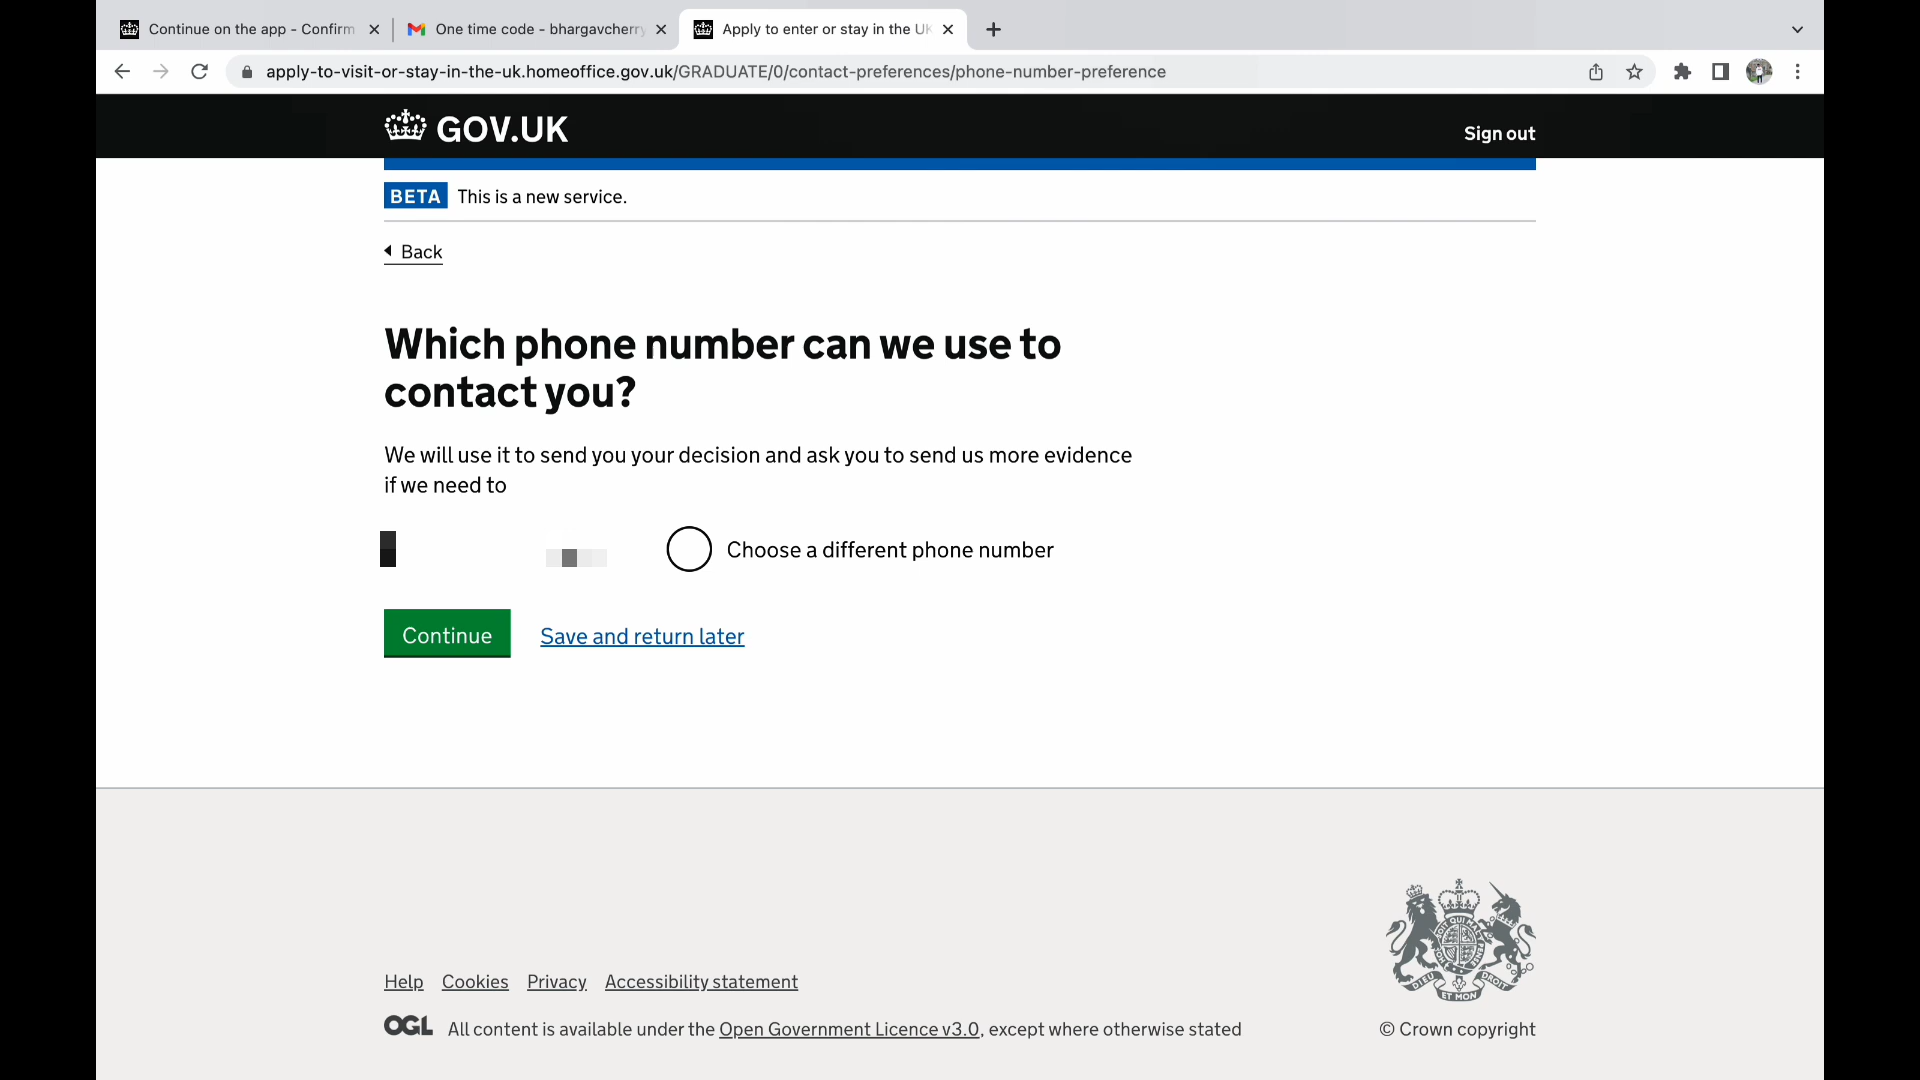 Continue on the app - Confirm
One time code - bhargavcherry
Apply to enter or stay in the UK
apply-to-visit-or-stay-in-the-uk.homeoffice.gov.uk/GRADUATE/0/contact-preferences/phone-number-preference
GOV.UK
Sign out
BETA This is a new service.
Back
Which phone number can we use to
contact you?
We will use it to send you your decision and ask you to send us more evidence
if we need to
Choose a different phone number
Continue Save and return later
Help Cookies Privacy Accessibility statement
OGL All content is available under the Open Government Licence v3.0, except where otherwise stated
DIEU ET MON DROIT
© Crown copyright